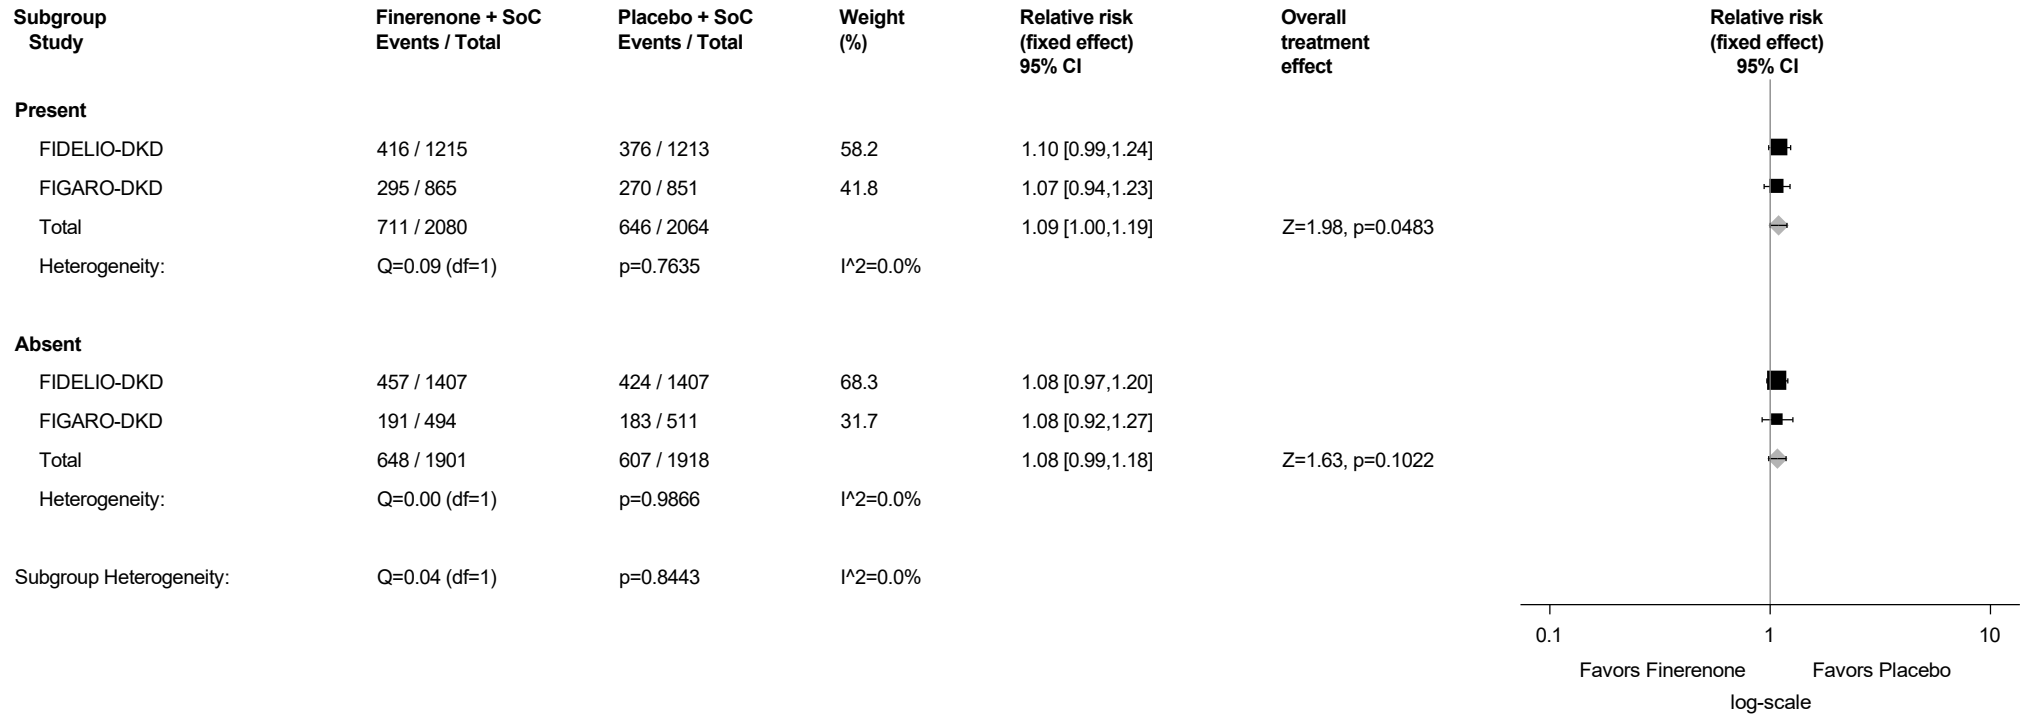 Subgroup Finerenone + SoC Placebo + SoC Weight Relative risk Overall Relative risk
Study Events / Total Events / Total (%) (fixed effect) treatment (fixed effect)
95% CI effect 95% CI
Present
FIDELIO-DKD 416 / 1215 376 / 1213 58.2 1.10 [0.99,1.24]
FIGARO-DKD 295 / 865 270 / 851 41.8 1.07 [0.94,1.23]
Total 711 / 2080 646 / 2064 1.09 [1.00,1.19] Z=1.98, p=0.0483
Heterogeneity: Q=0.09 (df=1) p=0.7635 I^2=0.0%
Absent
FIDELIO-DKD 457 / 1407 424 / 1407 68.3 1.08 [0.97,1.20]
FIGARO-DKD 191 / 494 183 / 511 31.7 1.08 [0.92,1.27]
Total 648 / 1901 607 / 1918 1.08 [0.99,1.18] Z=1.63, p=0.1022
Heterogeneity: Q=0.00 (df=1) p=0.9866 I^2=0.0%
Subgroup Heterogeneity: Q=0.04 (df=1) p=0.8443 I^2=0.0%
0.1 1 10
Favors Finerenone Favors Placebo
log-scale